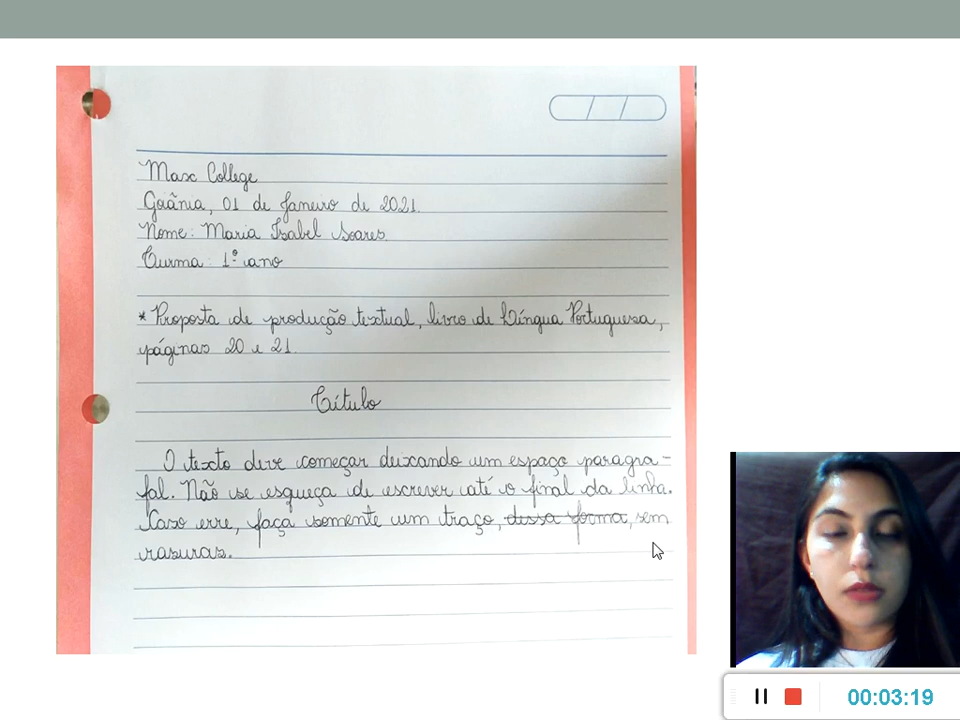 Max College
Goiânia, 01 de Janeiro de 2021.
Nome: Maria Isabel Soares
Turma: 1º ano
* Proposta de produção textual, livro de Língua Portuguesa,
páginas 20 e 21.
Título
O texto deve começar deixando um espaço paragra-
fal. Não se esqueça de escrever até o final da linha.
Caso erre, faça somente um traço, dessa forma, sem
rasuras.
00:03:19